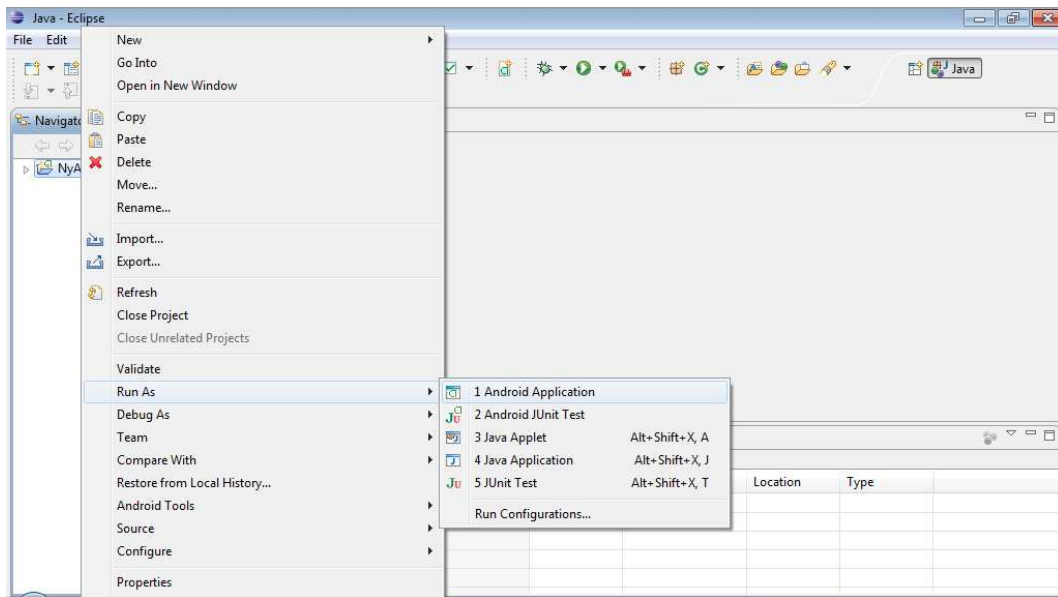 Java - Eclipse
File Edit
Java
Navigato
NyA
New
Go Into
Open in New Window
Copy
Paste
Delete
Move...
Rename...
Import...
Export...
Refresh
Close Project
Close Unrelated Projects
Validate
Run As
Debug As
Team
Compare With
Restore from Local History...
Android Tools
Source
Configure
Properties
1 Android Application
2 Android JUnit Test
3 Java Applet Alt+Shift+X, A
4 Java Application Alt+Shift+X, J
5 JUnit Test Alt+Shift+X, T
Run Configurations...
Location Type